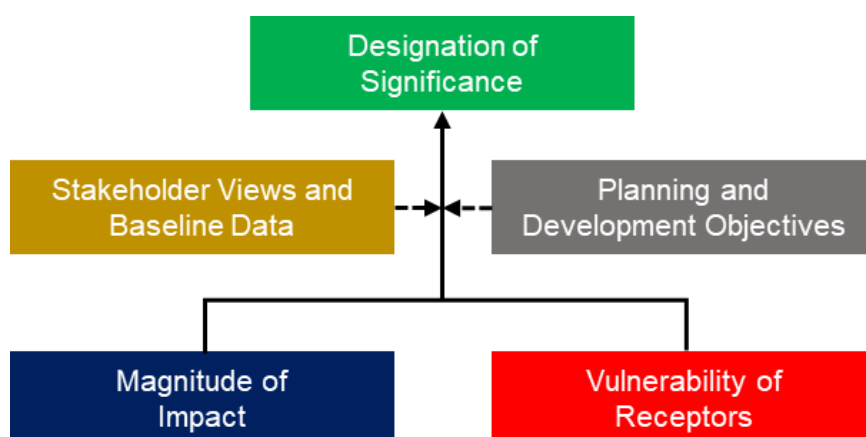 Designation of
Significance
Stakeholder Views and
Baseline Data
Planning and
Development Objectives
Magnitude of
Impact
Vulnerability of
Receptors